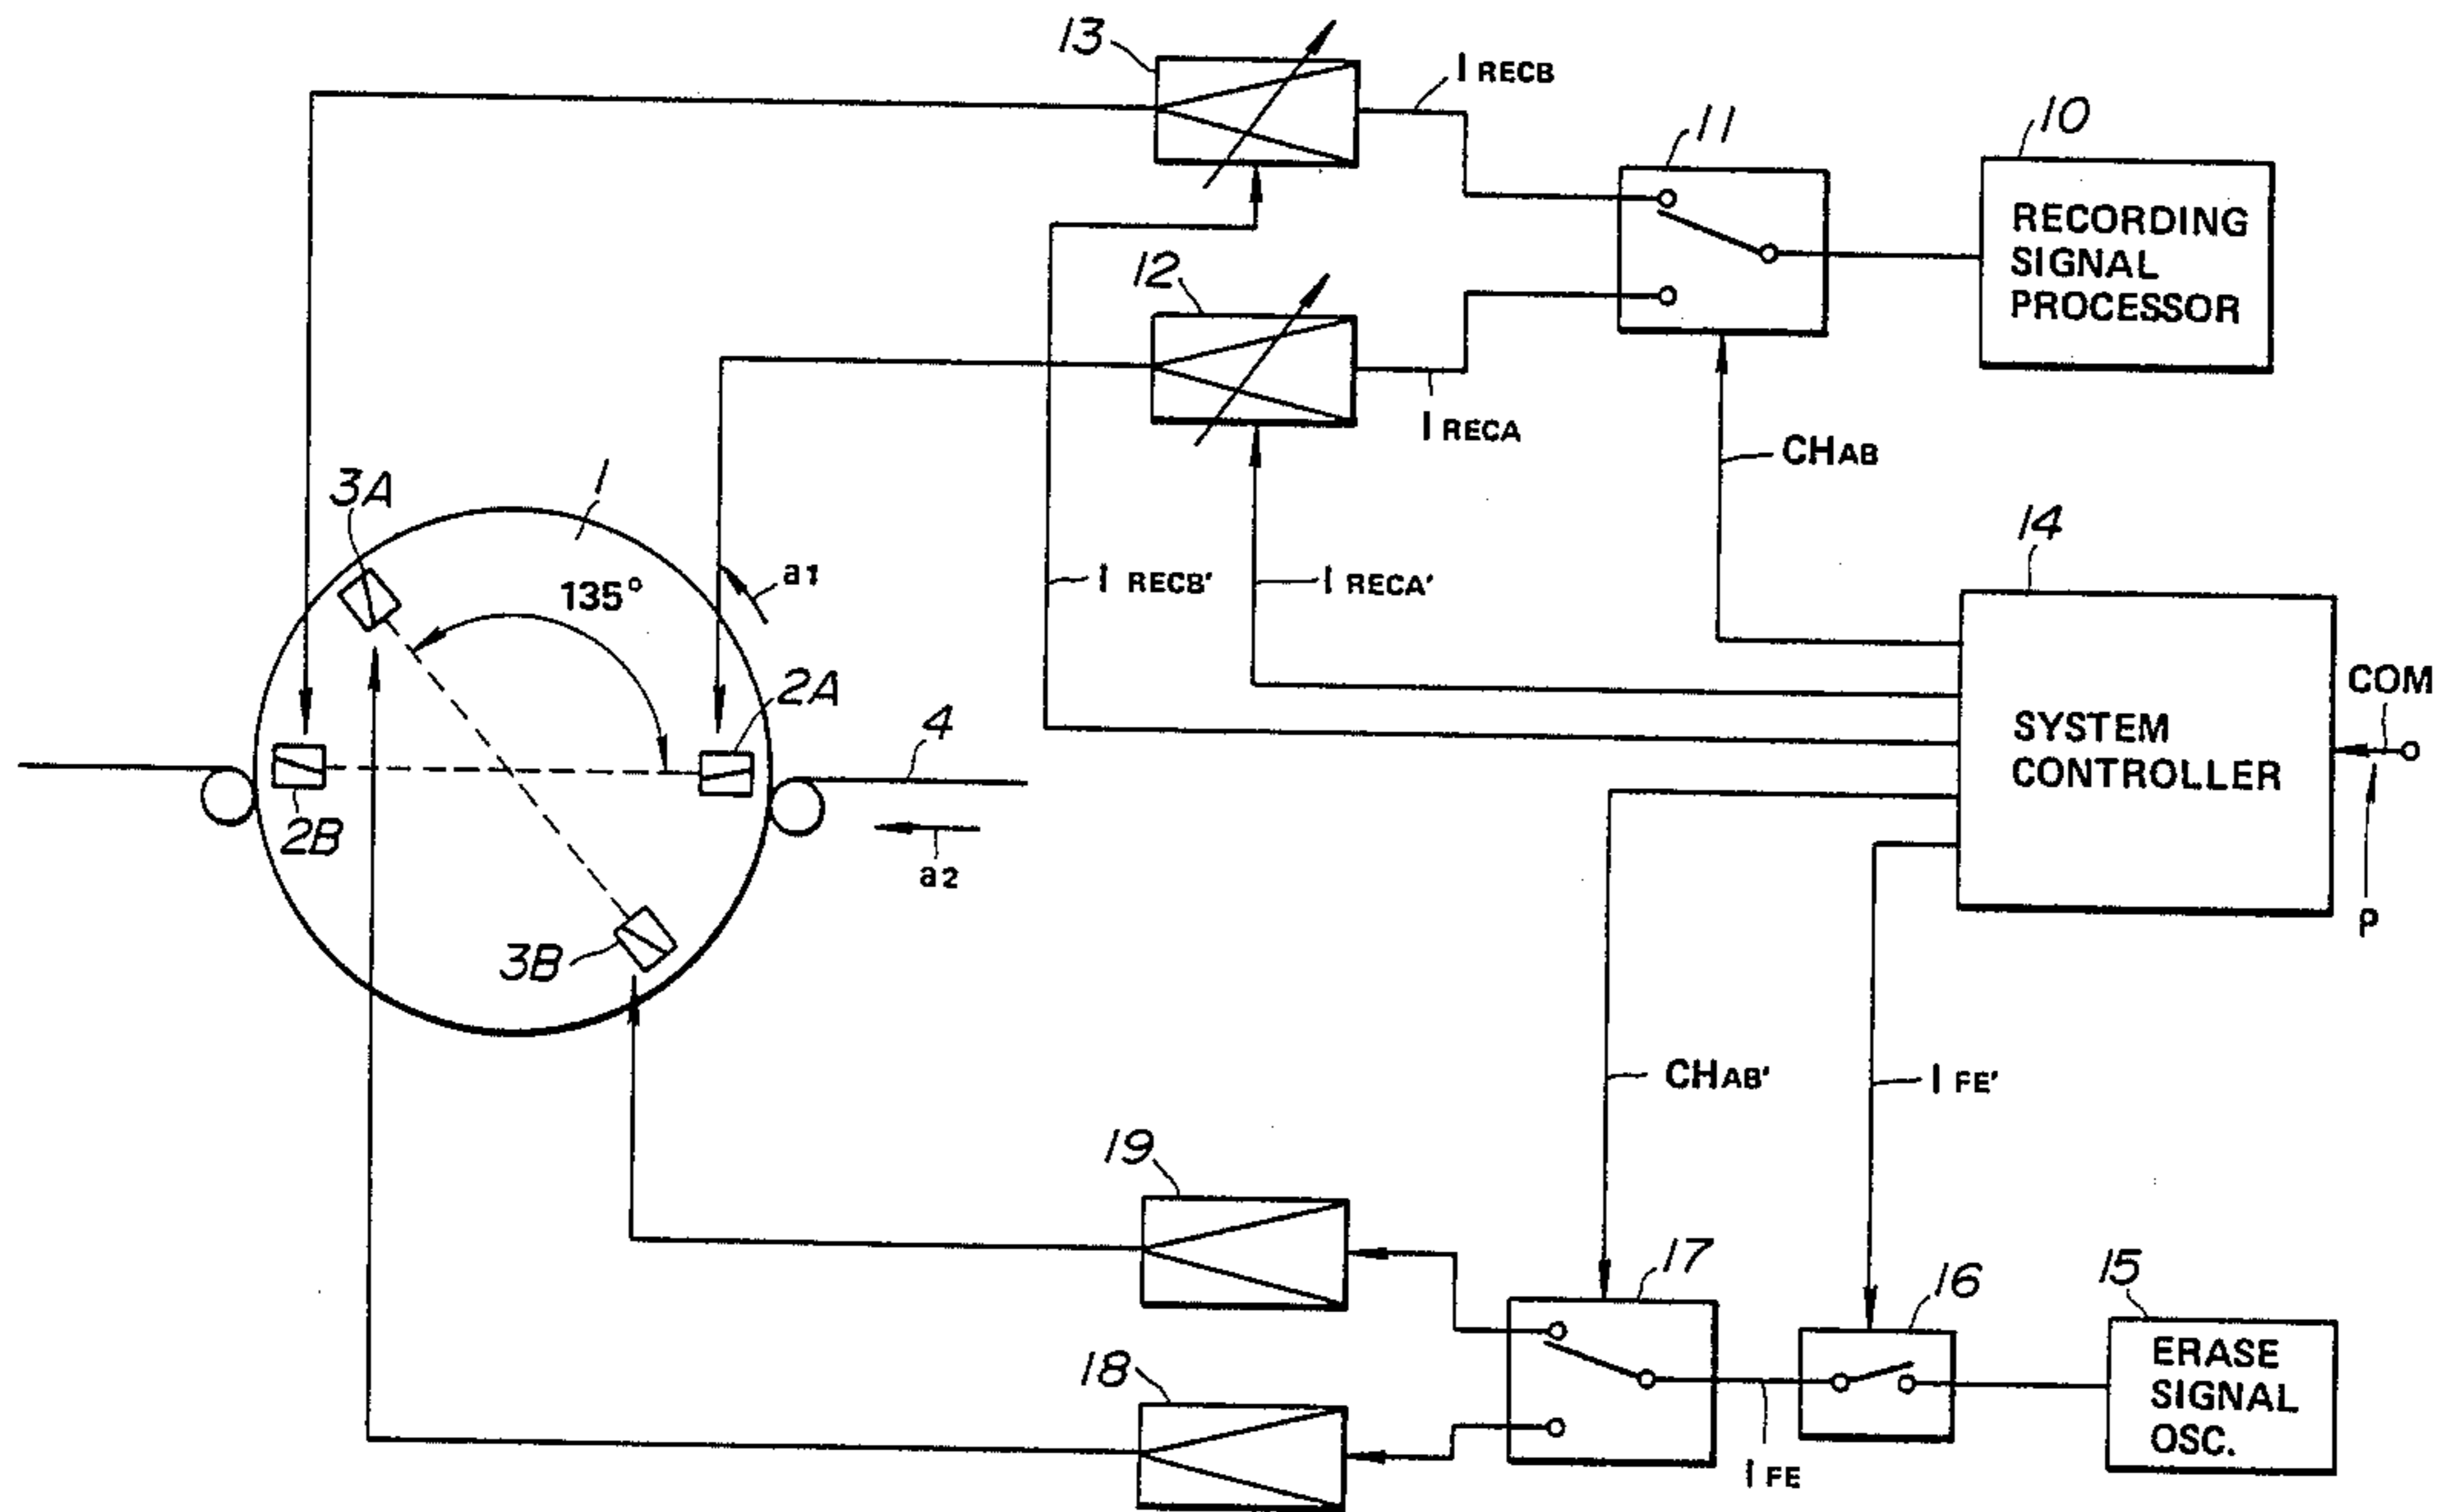 13
I RECB
11
10
RECORDING
SIGNAL
PROCESSOR
12
I RECA
CHAB
3A
1
135°
a1
I RECB'
I RECA'
14
2A
COM
SYSTEM
CONTROLLER
4
2B
a2
P
3B
CHAB'
I FE'
19
17
16
15
ERASE
SIGNAL
OSC.
18
I FE